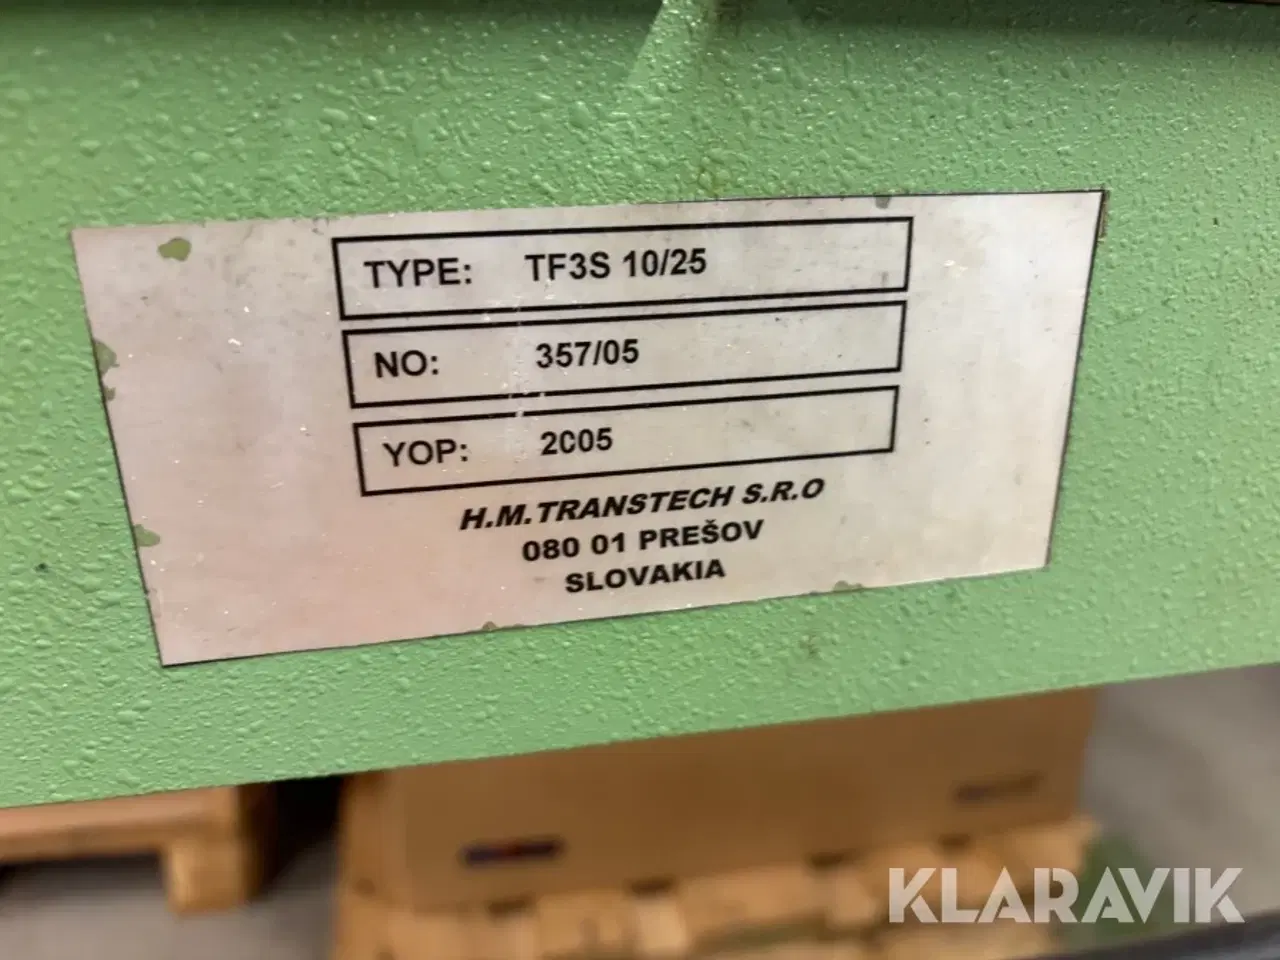 TYPE: TF3S 10/25
NO: 357/05
YOP: 2005
H.M.TRANSTECH S.R.O
080 01 PREŠOV
SLOVAKIA
KLARAVIK